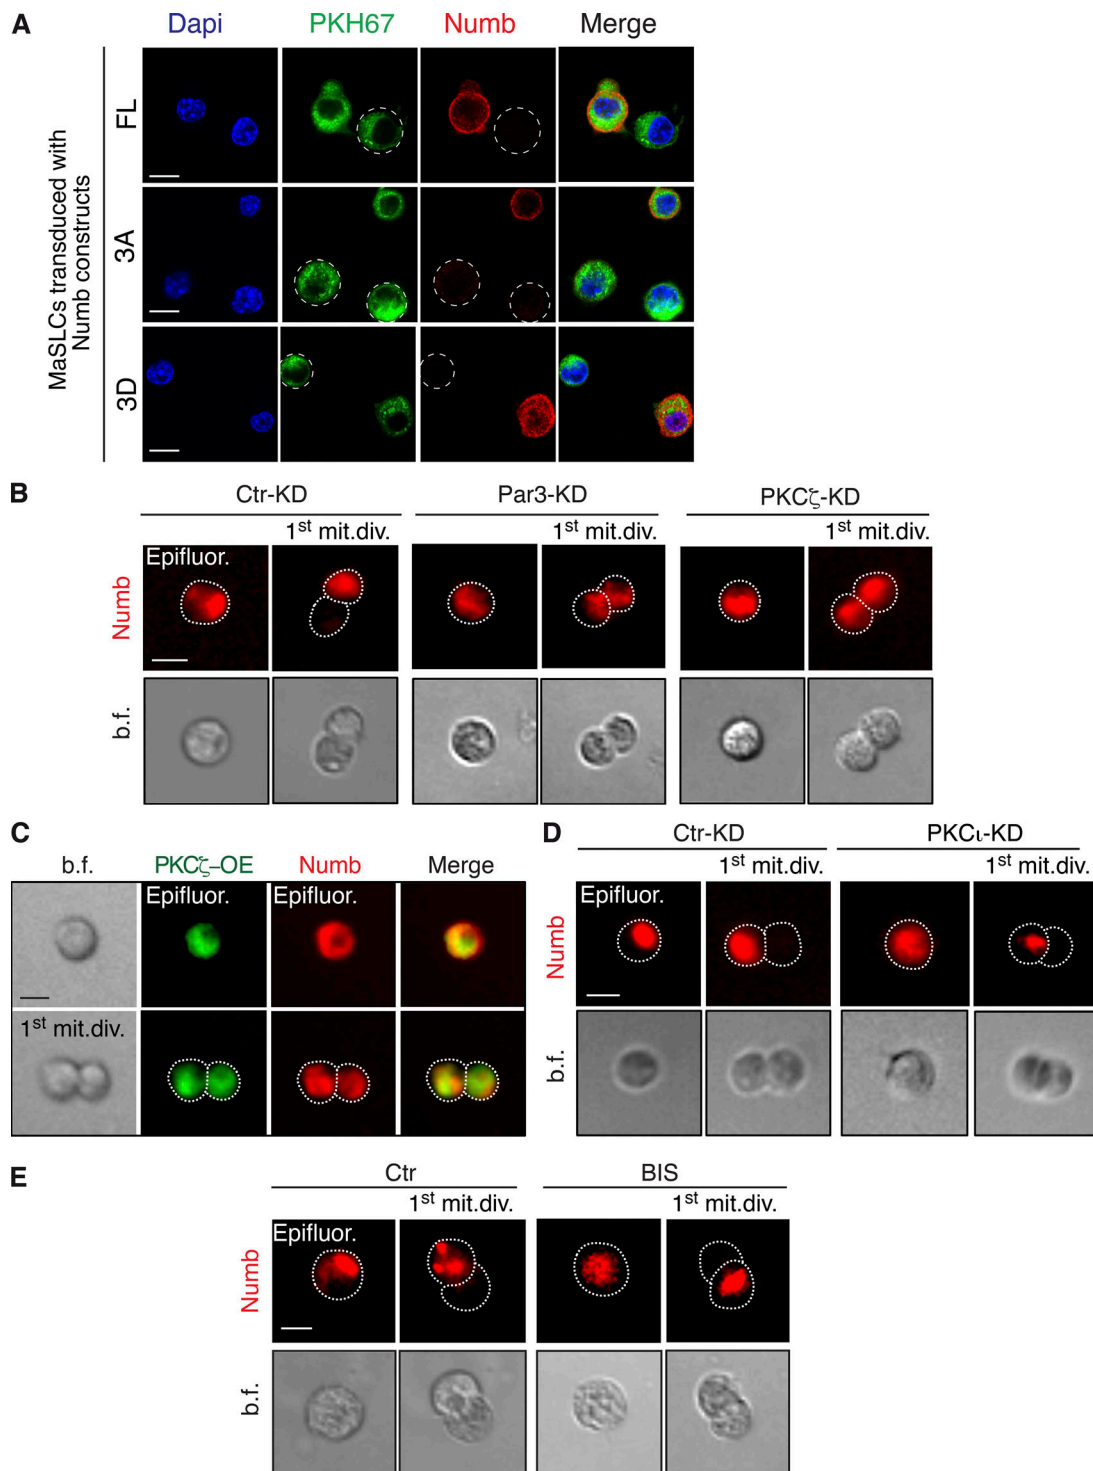 A
Dapi PKH67 Numb Merge
MaSLCs transduced with
Numb constructs
FL
3A
3D
B
Ctr-KD Par3-KD PKCζ-KD
1st mit.div. 1st mit.div. 1st mit.div.
Epifluor.
Numb
b.f.
C
b.f. PKCζ–OE Numb Merge
Epifluor. Epifluor.
1st mit.div.
D
Ctr-KD PKCι-KD
1st mit.div. 1st mit.div.
Epifluor.
Numb
b.f.
E
Ctr BIS
1st mit.div. 1st mit.div.
Epifluor.
Numb
b.f.